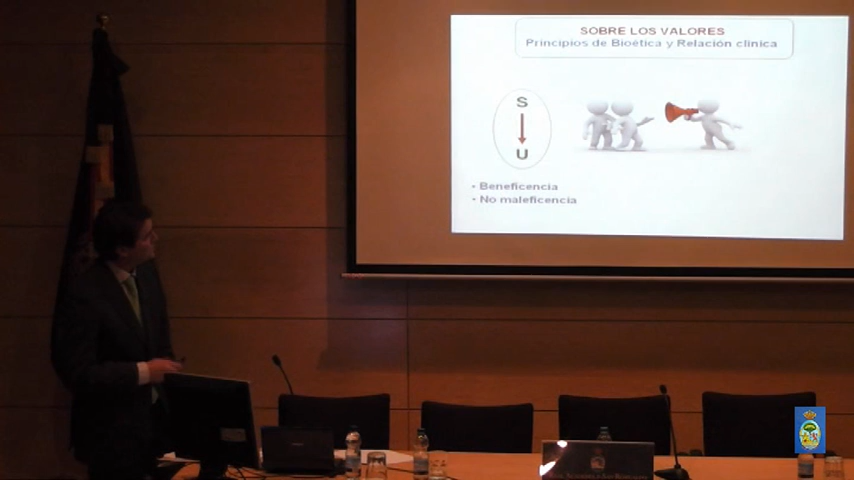 SOBRE LOS VALORES
Principios de Bioética y Relación clínica
S
U
- Beneficencia
- No maleficencia